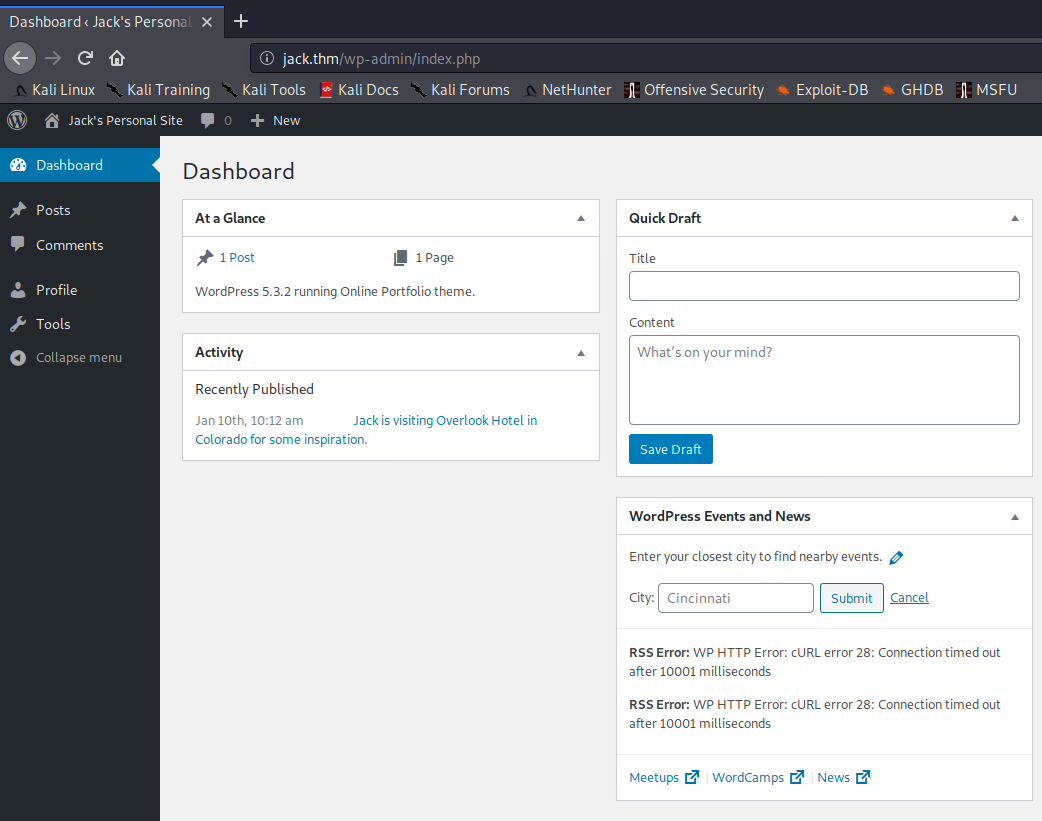 Dashboard ‹ Jack's Personal
jack.thm/wp-admin/index.php
Kali Linux Kali Training Kali Tools Kali Docs Kali Forums NetHunter Offensive Security Exploit-DB GHDB MSFU
Jack's Personal Site 0 New
Dashboard
Posts
Comments
Profile
Tools
Collapse menu
Dashboard
At a Glance
1 Post 1 Page
WordPress 5.3.2 running Online Portfolio theme.
Activity
Recently Published
Jan 10th, 10:12 am Jack is visiting Overlook Hotel in
Colorado for some inspiration.
Quick Draft
Title
Content
What's on your mind?
Save Draft
WordPress Events and News
Enter your closest city to find nearby events.
City: Cincinnati Submit Cancel
RSS Error: WP HTTP Error: cURL error 28: Connection timed out
after 10001 milliseconds
RSS Error: WP HTTP Error: cURL error 28: Connection timed out
after 10001 milliseconds
Meetups | WordCamps | News